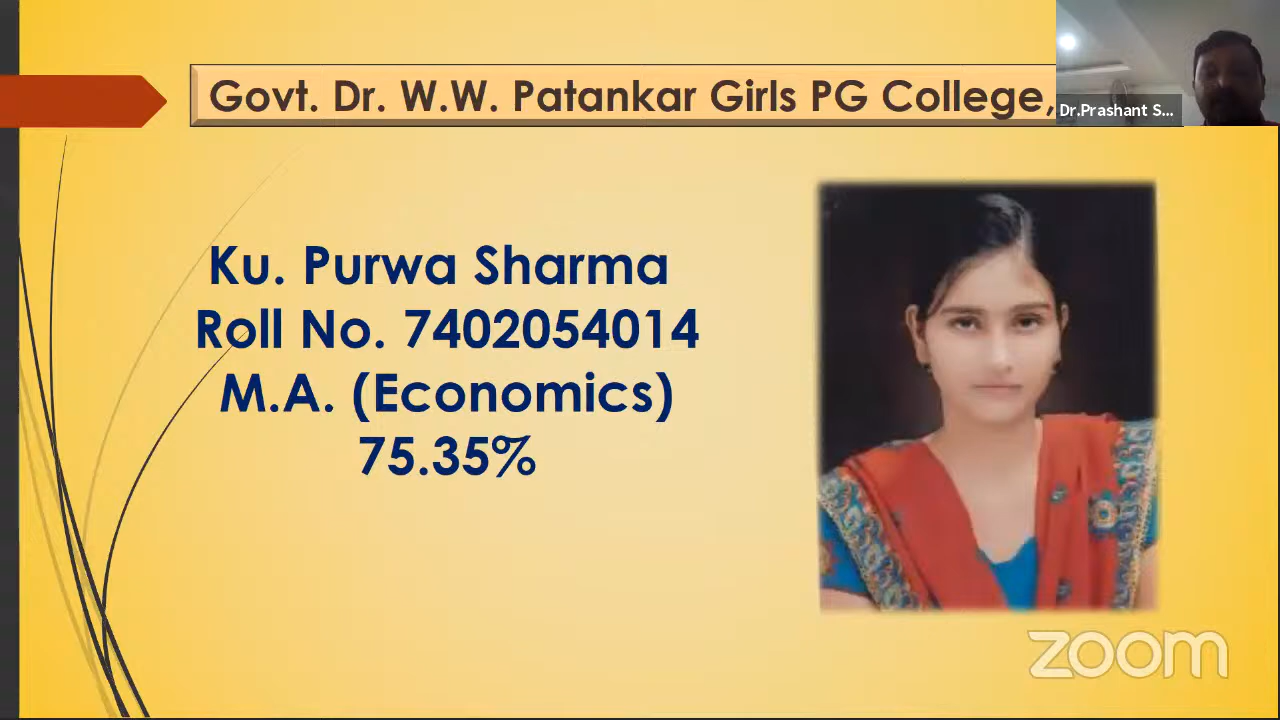 Govt. Dr. W.W. Patankar Girls PG College,
Dr.Prashant S...
Ku. Purwa Sharma
Roll No. 7402054014
M.A. (Economics)
75.35%
zoom